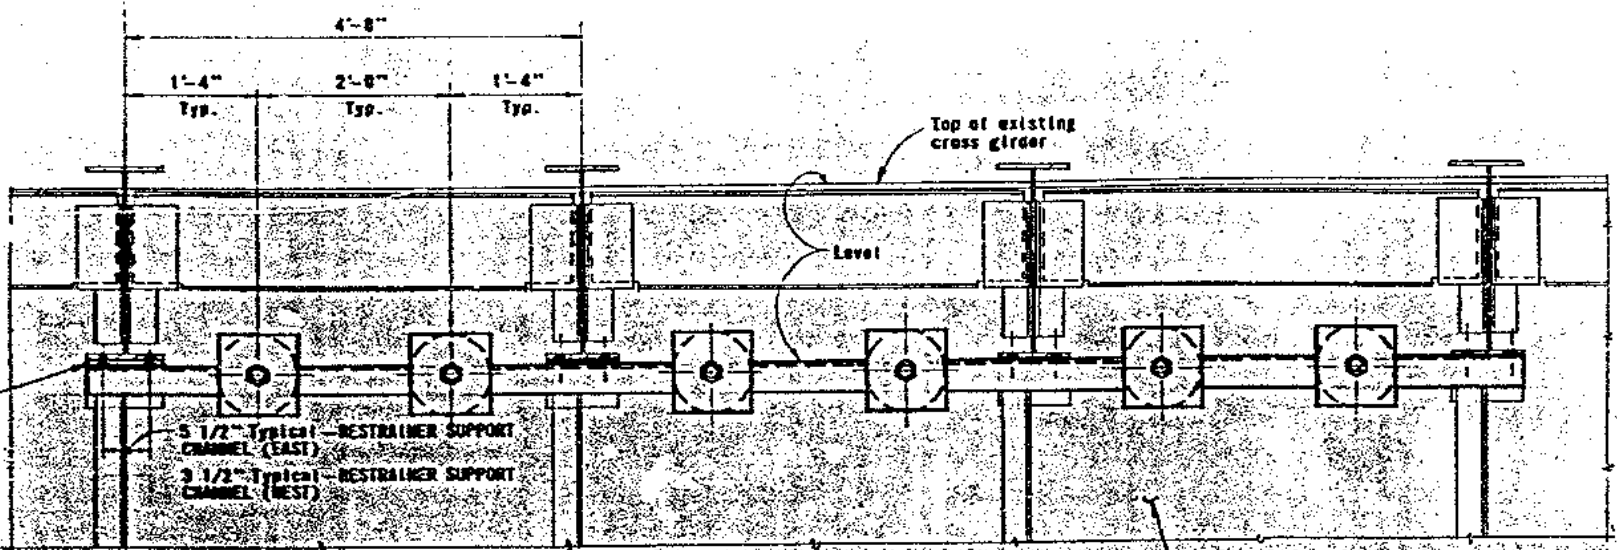 4'-8"
1'-4"
Typ.
2'-0"
Typ.
1'-4"
Typ.
Top of existing
cross girder
Level
5 1/2" Typical-RESTRAINER SUPPORT
CHANNEL (EAST)
3 1/2" Typical-RESTRAINER SUPPORT
CHANNEL (WEST)